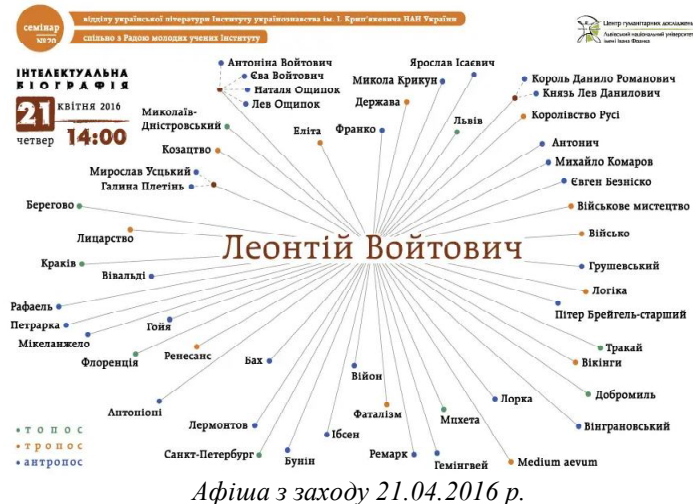 семінар
№20
відділу української літератури Інституту українознавства ім. І. Крип'якевича НАН України
спільно з Радою молодих учених Інституту
Центр гуманітарних досліджень
Львівський національний університет
імені Івана Франка
ІНТЕЛЕКТУАЛЬНА
БІОГРАФІЯ
21 квітня 2016
четвер 14:00
Антоніна Войтович
Єва Войтович
Наталя Ощипок
Лев Ощипок
Ярослав Ісаєвич
Микола Крикун
Держава
Король Данило Романович
Князь Лев Данилович
Королівство Русі
Миколаїв-
Дністровський
Еліта
Франко
Львів
Козацтво
Антонич
Мирослав Усцький
Галина Плетінь
Михайло Комаров
Євген Безніско
Берегово
Військове мистецтво
Лицарство
Військо
Леонтій Войтович
Краків
Вівальді
Грушевський
Логіка
Рафаель
Петрарка
Мікеланджело
Гойя
Пітер Брейгель-старший
Флоренція
Ренесанс
Бах
Війон
Тракай
Вікінги
Добромиль
Лорка
Фаталізм
Мцхета
Вінграновський
Лермонтов
Ібсен
Санкт-Петербург
Бунін
Ремарк
Гемінгвей
Medium aevum
топос
тропос
антропос
Афіша з заходу 21.04.2016 р.